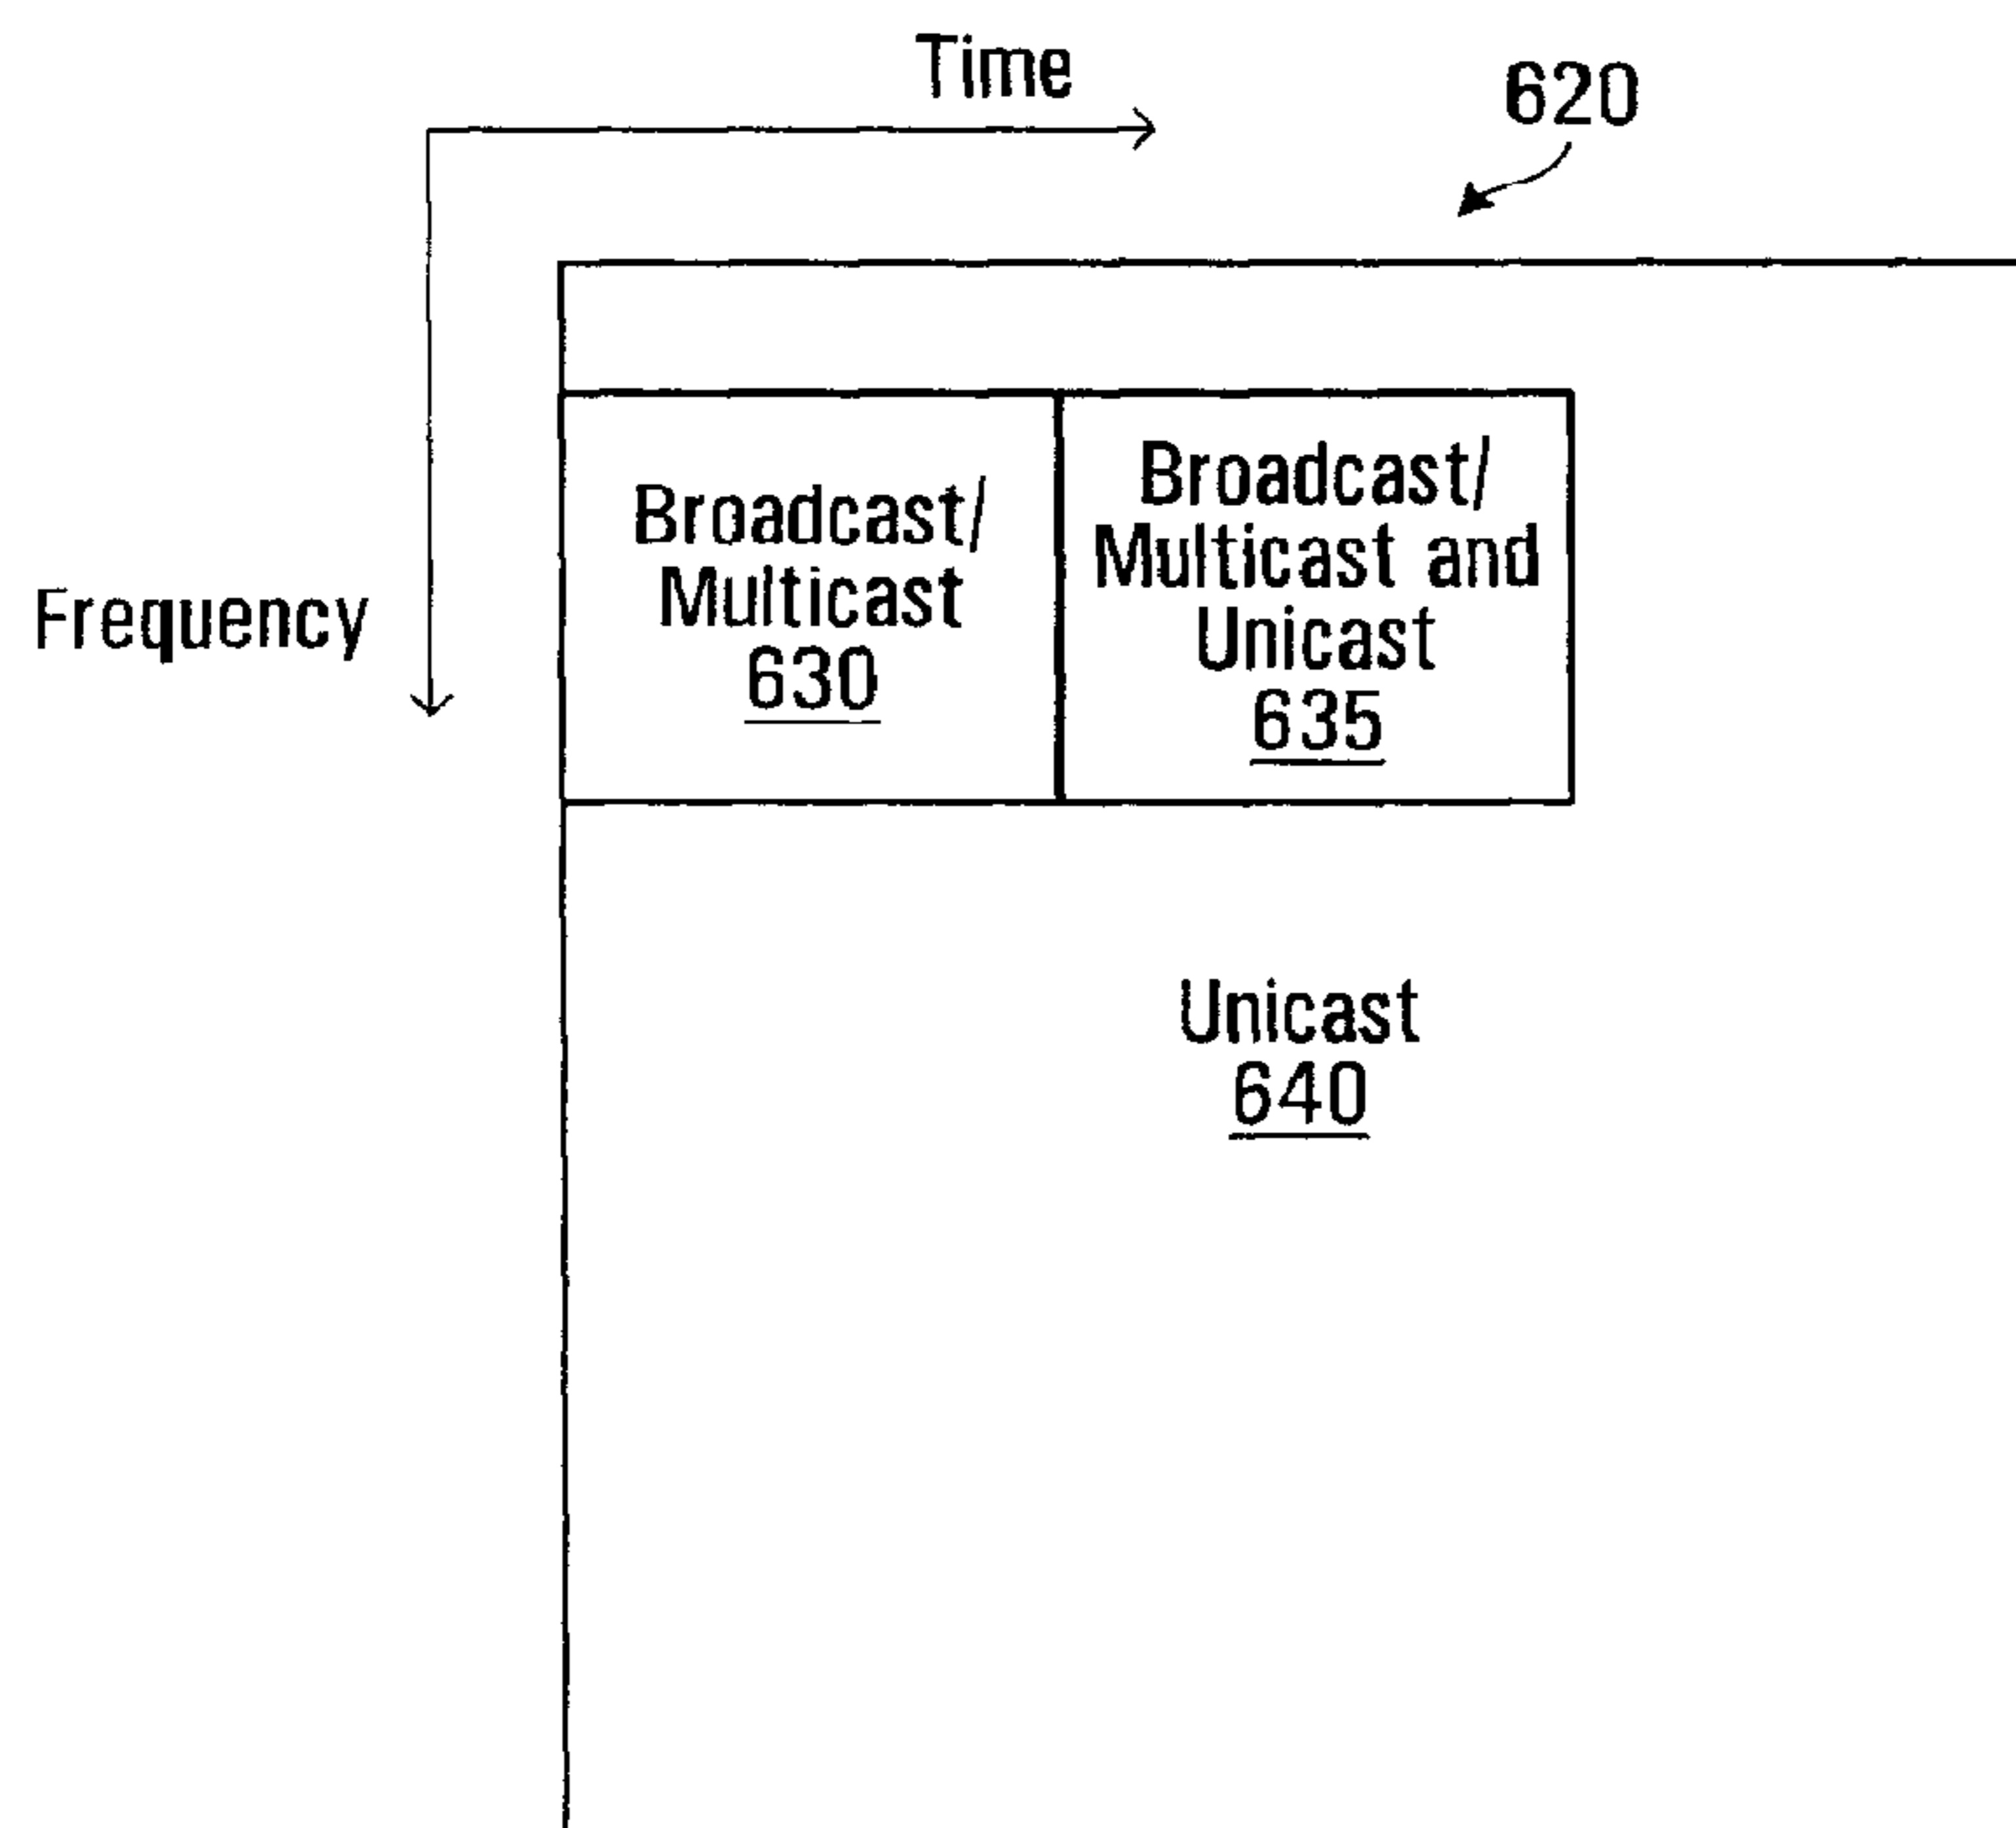 Time
620
Broadcast/
Multicast
630
Broadcast/
Multicast and
Unicast
635
Frequency
Unicast
640